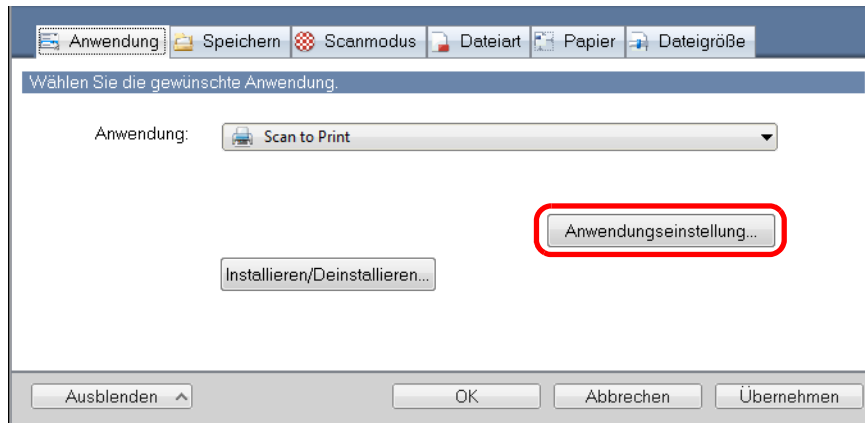 Anwendung Speichern Scanmodus Dateiart Papier Dateigröße
Wählen Sie die gewünschte Anwendung.
Anwendung: Scan to Print
Anwendungseinstellung...
Installieren/Deinstallieren...
Ausblenden OK Abbrechen Übernehmen